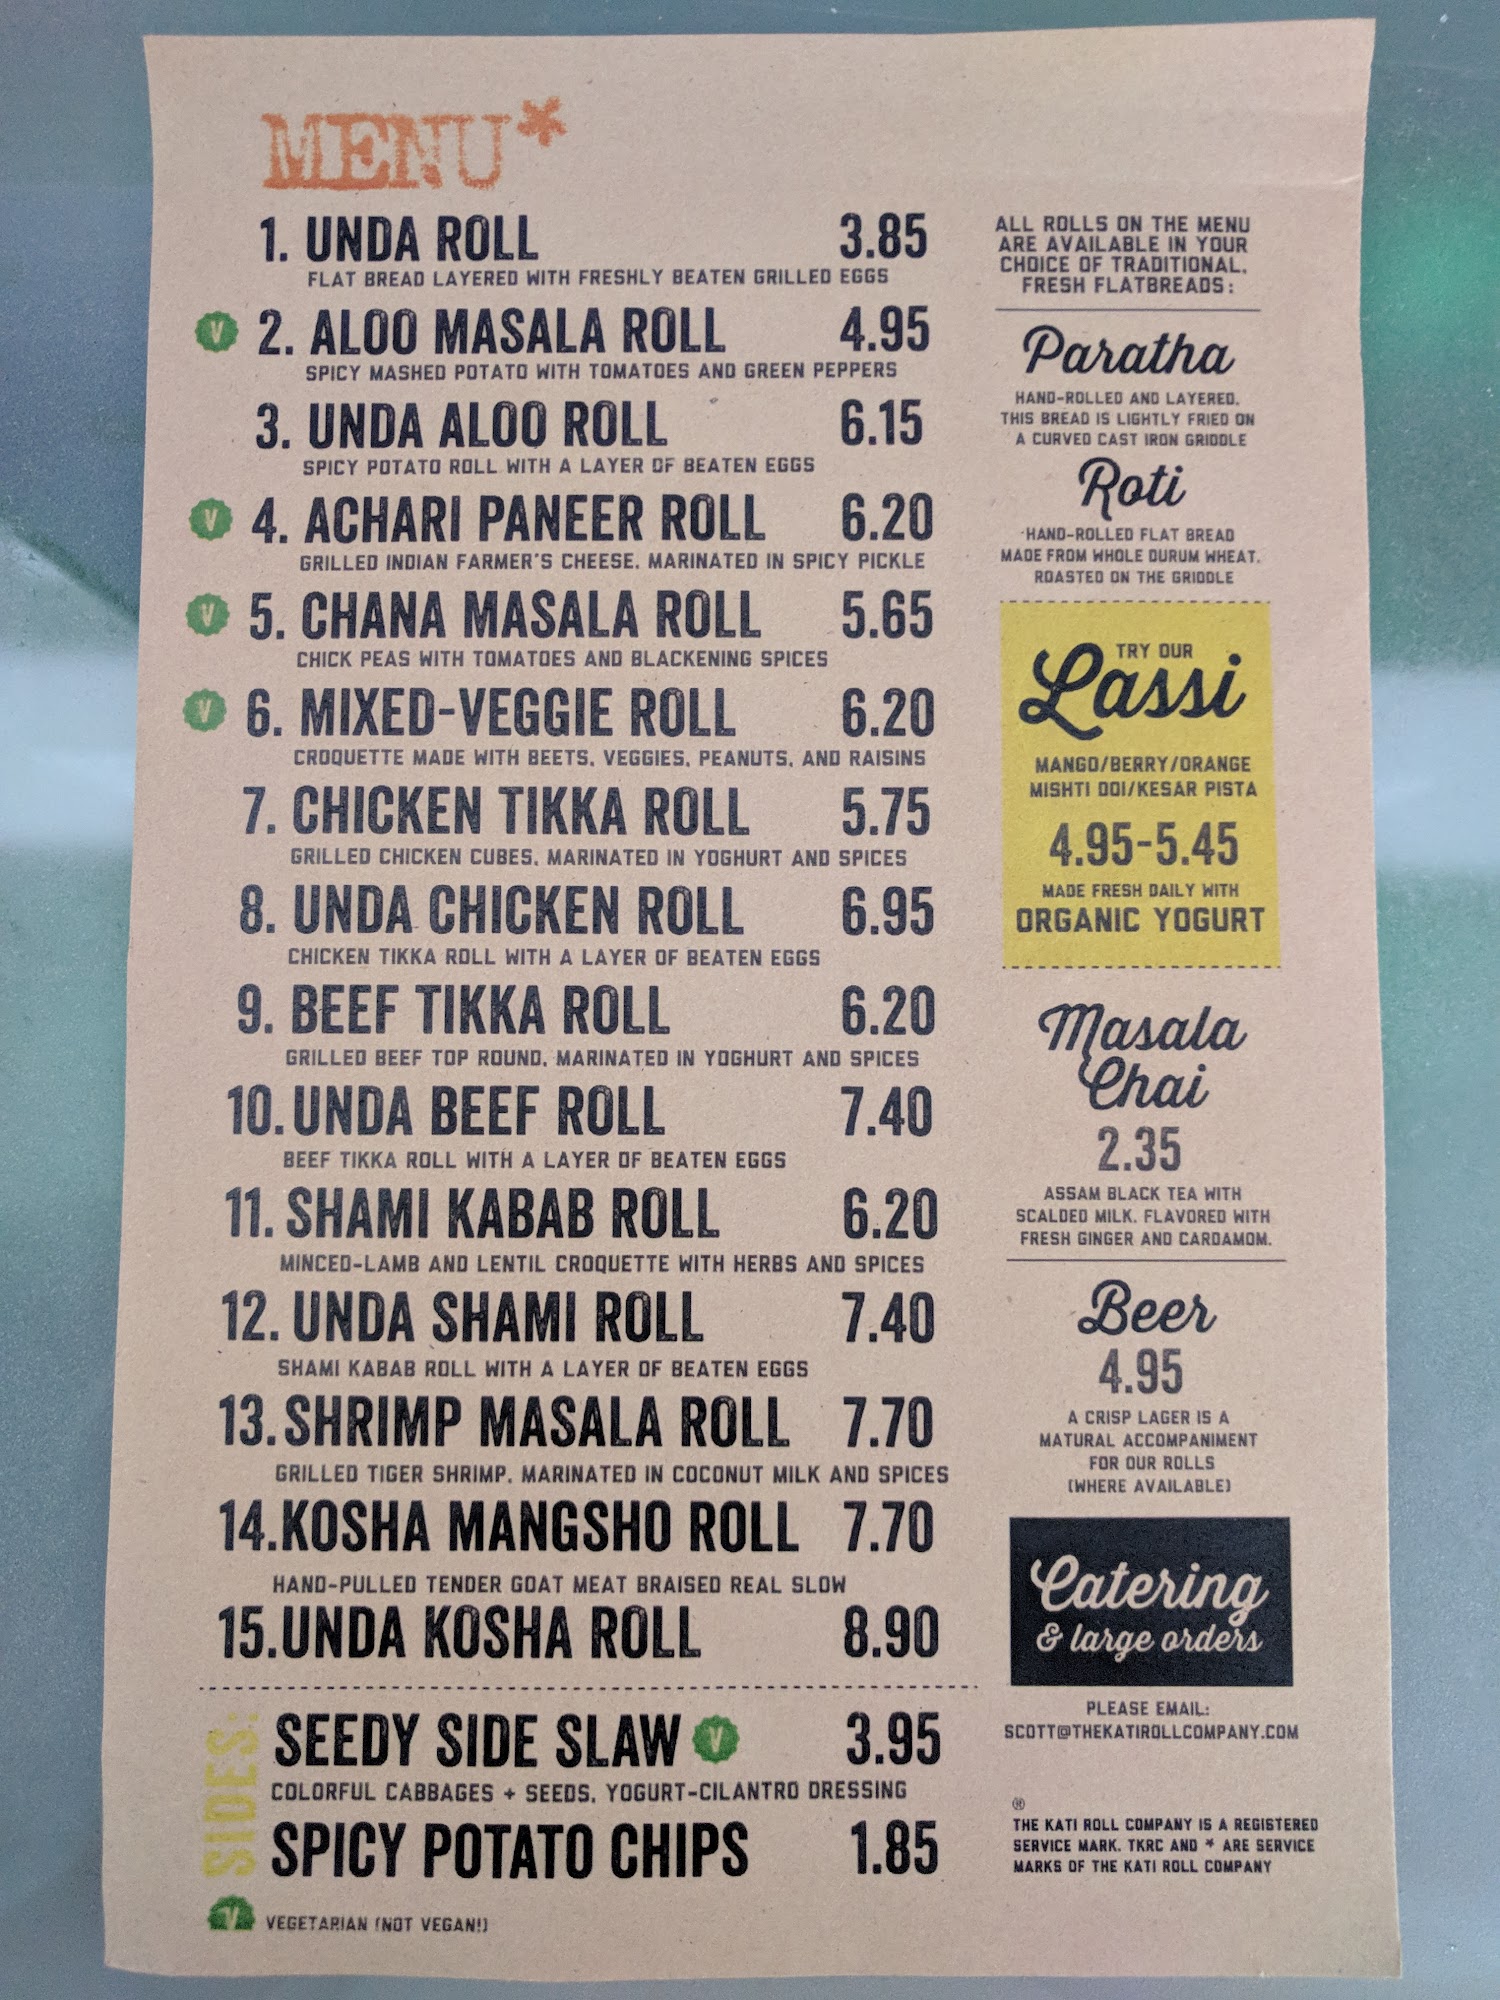 MENU*
1. UNDA ROLL 3.85
FLAT BREAD LAYERED WITH FRESHLY BEATEN GRILLED EGGS
V 2. ALOO MASALA ROLL 4.95
SPICY MASHED POTATO WITH TOMATOES AND GREEN PEPPERS
3. UNDA ALOO ROLL 6.15
SPICY POTATO ROLL WITH A LAYER OF BEATEN EGGS
V 4. ACHARI PANEER ROLL 6.20
GRILLED INDIAN FARMER'S CHEESE, MARINATED IN SPICY PICKLE
V 5. CHANA MASALA ROLL 5.65
CHICK PEAS WITH TOMATOES AND BLACKENING SPICES
V 6. MIXED-VEGGIE ROLL 6.20
CROQUETTE MADE WITH BEETS, VEGGIES, PEANUTS, AND RAISINS
7. CHICKEN TIKKA ROLL 5.75
GRILLED CHICKEN CUBES, MARINATED IN YOGHURT AND SPICES
8. UNDA CHICKEN ROLL 6.95
CHICKEN TIKKA ROLL WITH A LAYER OF BEATEN EGGS
9. BEEF TIKKA ROLL 6.20
GRILLED BEEF TOP ROUND, MARINATED IN YOGHURT AND SPICES
10. UNDA BEEF ROLL 7.40
BEEF TIKKA ROLL WITH A LAYER OF BEATEN EGGS
11. SHAMI KABAB ROLL 6.20
MINCED-LAMB AND LENTIL CROQUETTE WITH HERBS AND SPICES
12. UNDA SHAMI ROLL 7.40
SHAMI KABAB ROLL WITH A LAYER OF BEATEN EGGS
13. SHRIMP MASALA ROLL 7.70
GRILLED TIGER SHRIMP, MARINATED IN COCONUT MILK AND SPICES
14. KOSHA MANGSHO ROLL 7.70
HAND-PULLED TENDER GOAT MEAT BRAISED REAL SLOW
15. UNDA KOSHA ROLL 8.90
SIDES:
SEEDY SIDE SLAW V 3.95
COLORFUL CABBAGES + SEEDS, YOGURT-CILANTRO DRESSING
SPICY POTATO CHIPS 1.85
V VEGETARIAN (NOT VEGAN!)
ALL ROLLS ON THE MENU
ARE AVAILABLE IN YOUR
CHOICE OF TRADITIONAL,
FRESH FLATBREADS:
Paratha
HAND-ROLLED AND LAYERED,
THIS BREAD IS LIGHTLY FRIED ON
A CURVED CAST IRON GRIDDLE
Roti
HAND-ROLLED FLAT BREAD
MADE FROM WHOLE DURUM WHEAT,
ROASTED ON THE GRIDDLE
TRY OUR
Lassi
MANGO/BERRY/ORANGE
MISHTI DOI/KESAR PISTA
4.95-5.45
MADE FRESH DAILY WITH
ORGANIC YOGURT
Masala
Chai
2.35
ASSAM BLACK TEA WITH
SCALDED MILK, FLAVORED WITH
FRESH GINGER AND CARDAMOM.
Beer
4.95
A CRISP LAGER IS A
MATURAL ACCOMPANIMENT
FOR OUR ROLLS
(WHERE AVAILABLE)
Catering
& large orders
PLEASE EMAIL:
SCOTT@THEKATIROLLCOMPANY.COM
®
THE KATI ROLL COMPANY IS A REGISTERED
SERVICE MARK. TKRC AND * ARE SERVICE
MARKS OF THE KATI ROLL COMPANY